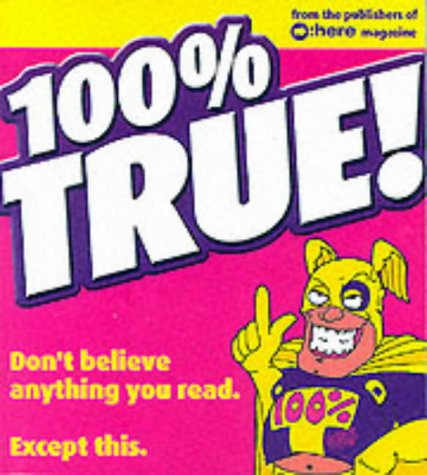 from the publishers of
:here magazine
100%
TRUE!
Don't believe
anything you read.
Except this.
100%